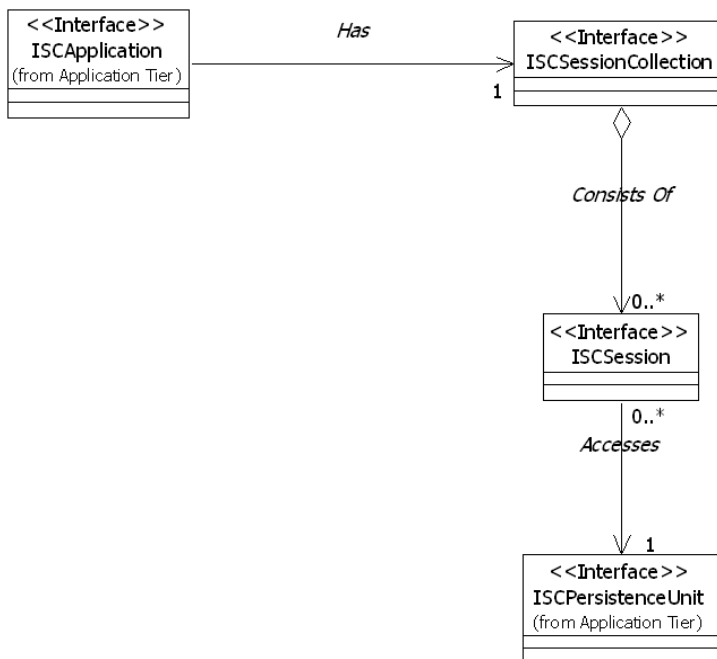 <<Interface>>
ISCApplication
(from Application Tier)
Has
1
<<Interface>>
ISCSessionCollection
Consists Of
0..*
<<Interface>>
ISCSession
0..*
Accesses
1
<<Interface>>
ISCPersistenceUnit
(from Application Tier)